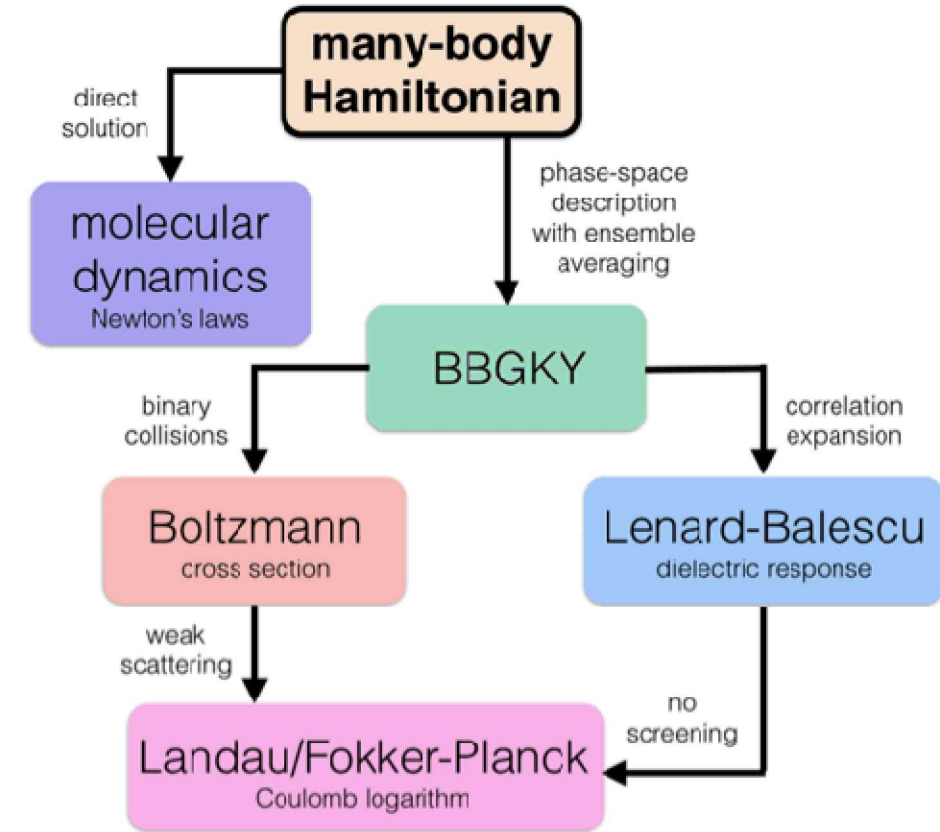 many-body
Hamiltonian
direct
solution
phase-space
description
with ensemble
averaging
molecular
dynamics
Newton's laws
BBGKY
binary
collisions
correlation
expansion
Boltzmann
cross section
Lenard-Balescu
dielectric response
weak
scattering
no
screening
Landau/Fokker-Planck
Coulomb logarithm